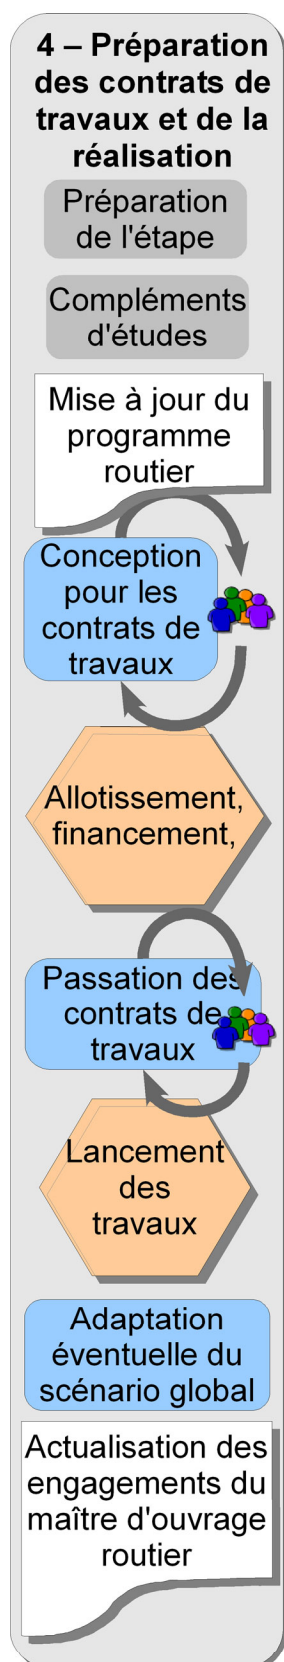 4 – Préparation
des contrats de
travaux et de la
réalisation
Préparation
de l'étape
Compléments
d'études
Mise à jour du
programme
routier
Conception
pour les
contrats de
travaux
Allotissement,
financement,
Passation des
contrats de
travaux
Lancement
des
travaux
Adaptation
éventuelle du
scénario global
Actualisation des
engagements du
maître d'ouvrage
routier